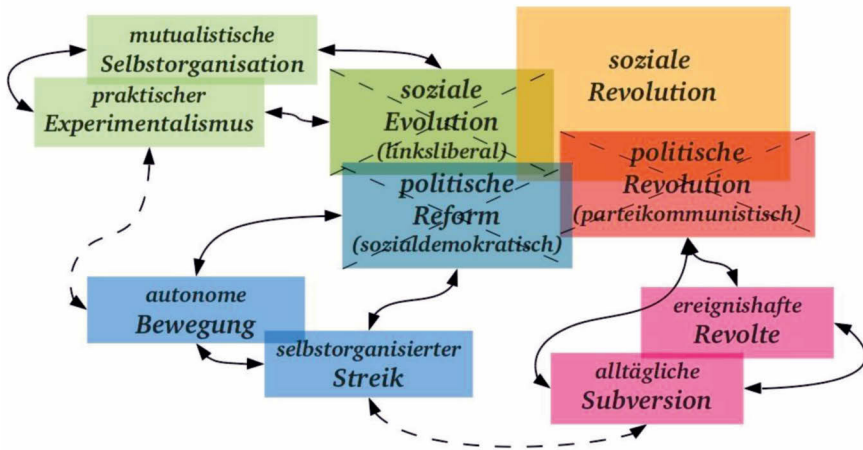 mutualistische
Selbstorganisation
praktischer
Experimentalismus
soziale
Evolution
(linksliberal)
soziale
Revolution
politische
Reform
(sozialdemokratisch)
politische
Revolution
(parteikommunistisch)
autonome
Bewegung
selbstorganisierter
Streik
ereignishafte
Revolte
alltägliche
Subversion